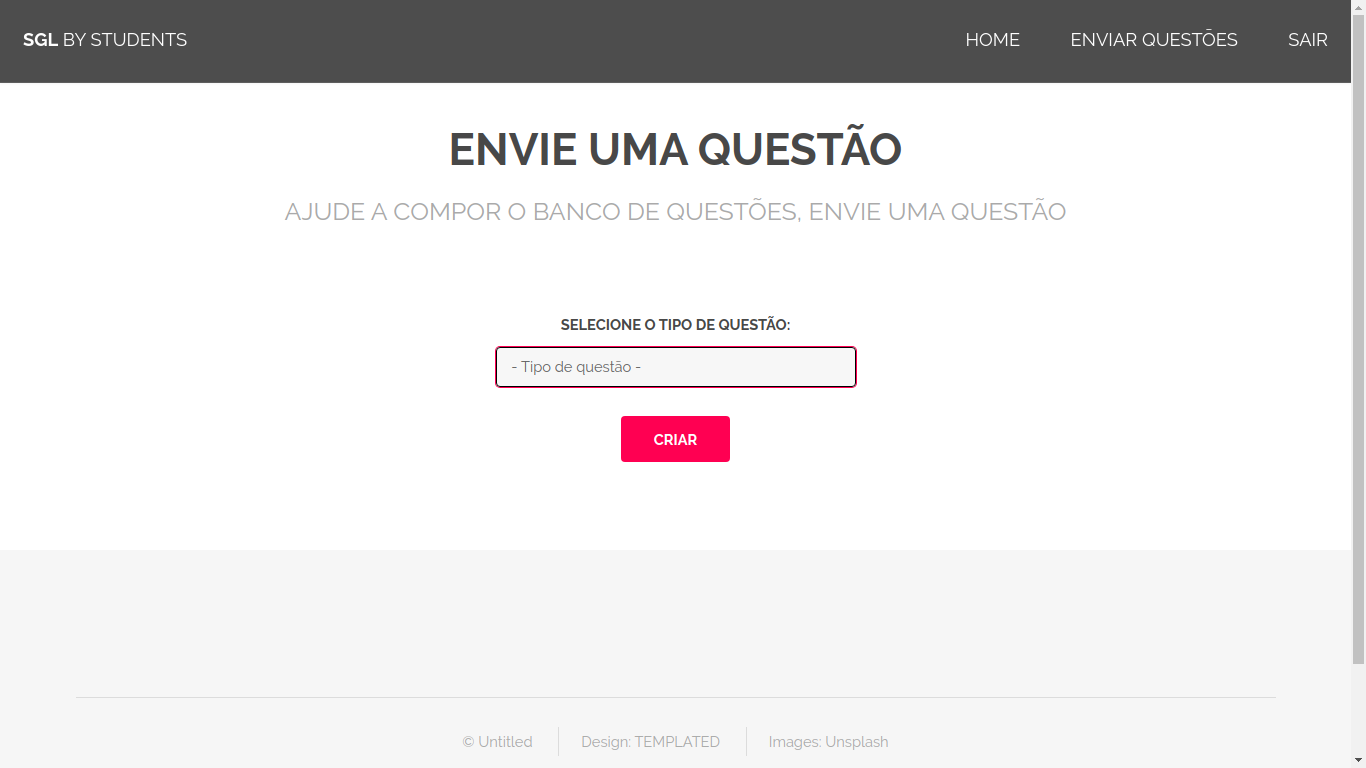 SGL BY STUDENTS HOME ENVIAR QUESTÕES SAIR
ENVIE UMA QUESTÃO
AJUDE A COMPOR O BANCO DE QUESTÕES, ENVIE UMA QUESTÃO
SELECIONE O TIPO DE QUESTÃO:
- Tipo de questão -
CRIAR
© Untitled Design: TEMPLATED Images: Unsplash